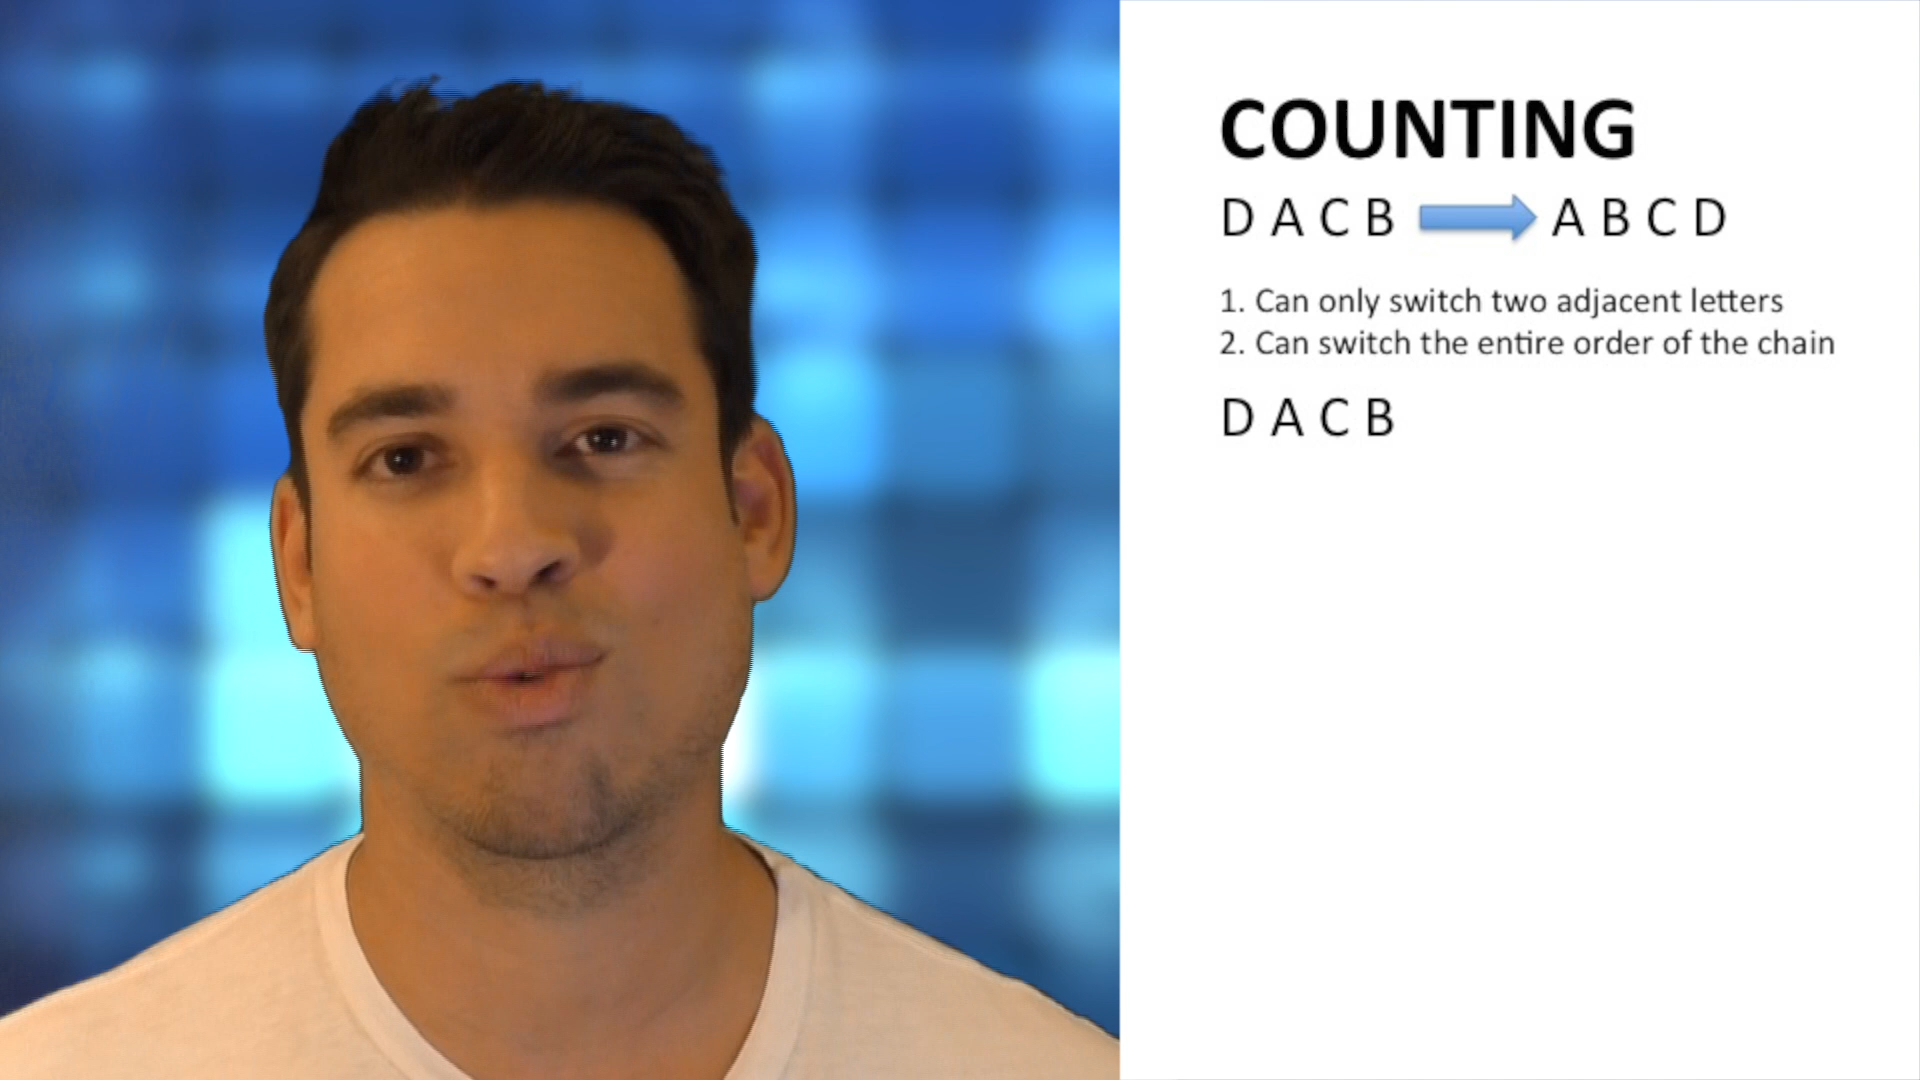 COUNTING
D A C B A B C D
1. Can only switch two adjacent letters
2. Can switch the entire order of the chain
D A C B